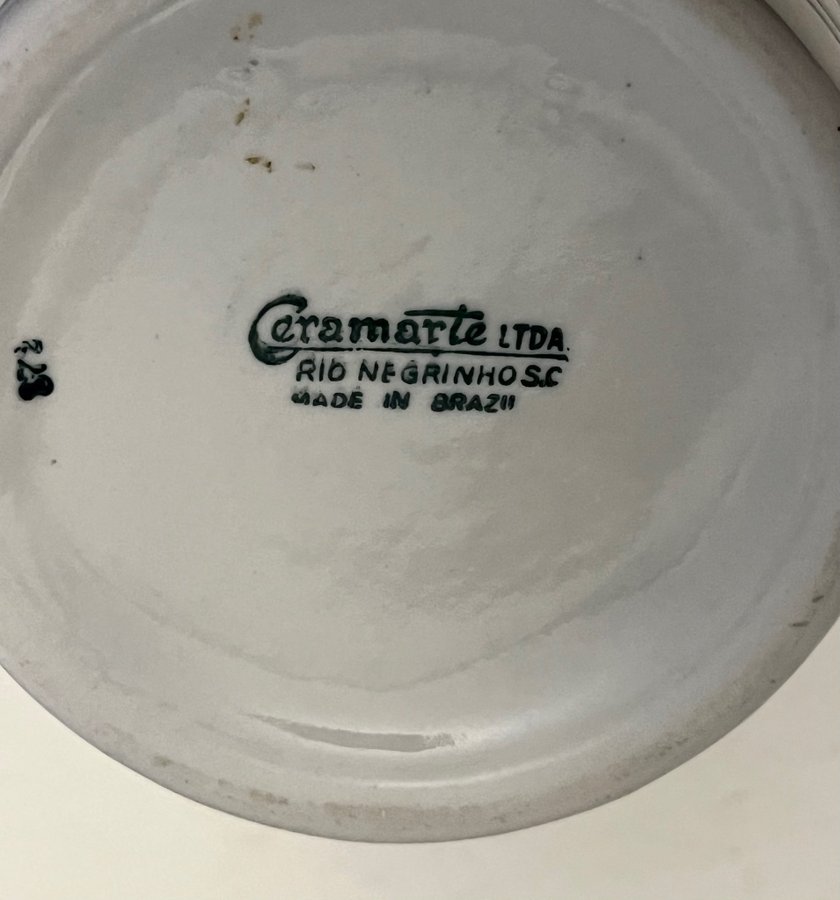 Ceramarte LTDA.
RIO NEGRINHO S.C
MADE IN BRAZIL